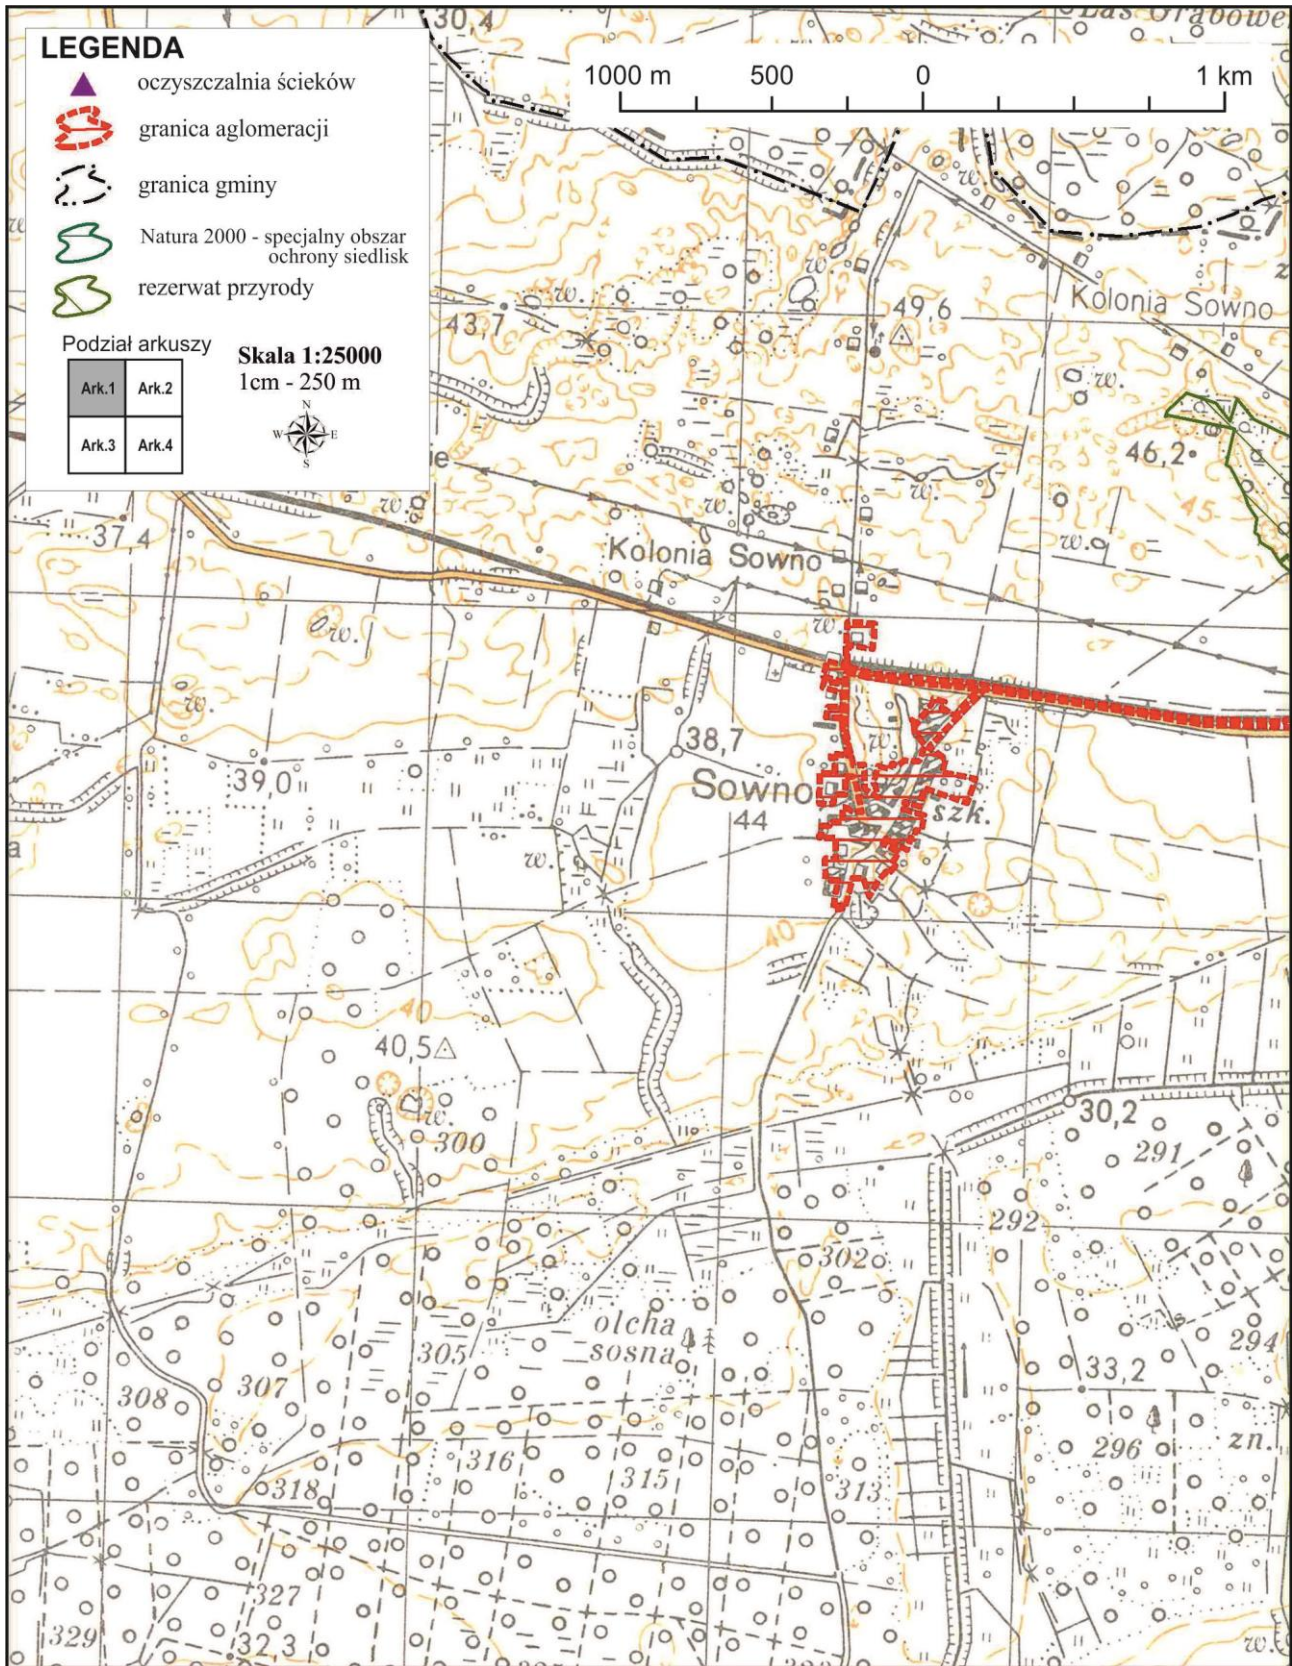 30,4
Las Grabowe
LEGENDA
oczyszczalnia ścieków
granica aglomeracji
granica gminy
Natura 2000 - specjalny obszar
ochrony siedlisk
rezerwat przyrody
Podział arkuszy
Ark.1 Ark.2
Ark.3 Ark.4
Skala 1:25000
1cm - 250 m
N
W E
S
1000 m 500 0 1 km
w.
w.
w.
43,7
49,6
Kolonia Sowno
w.
46,2
45
w.
w.
w.
w.
37 4
Kolonia Sowno
w.
w.
w.
38,7
w.
39,0
Sowno
44
szk.
w.
a
40
40
40,5
w.
300
30,2
291
292
302
olcha
sosna
305
294
33,2
308
307
296
zn.
316
315
318
313
327
329
32,3
w.